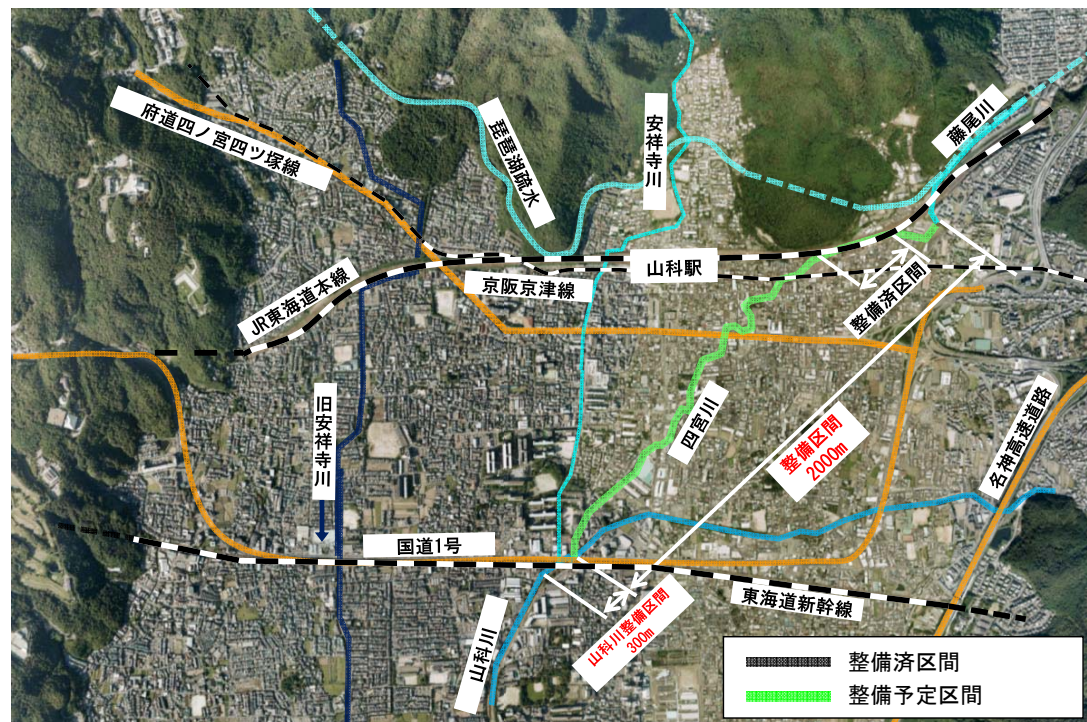 府道四ノ宮四ツ塚線
琵琶湖疏水
安祥寺川
藤尾川
JR東海道本線
京阪京津線
山科駅
整備済区間
旧安祥寺川
四宮川
整備区間
2000m
名神高速道路
国道1号
山科川
山科川整備区間
300m
東海道新幹線
整備済区間
整備予定区間